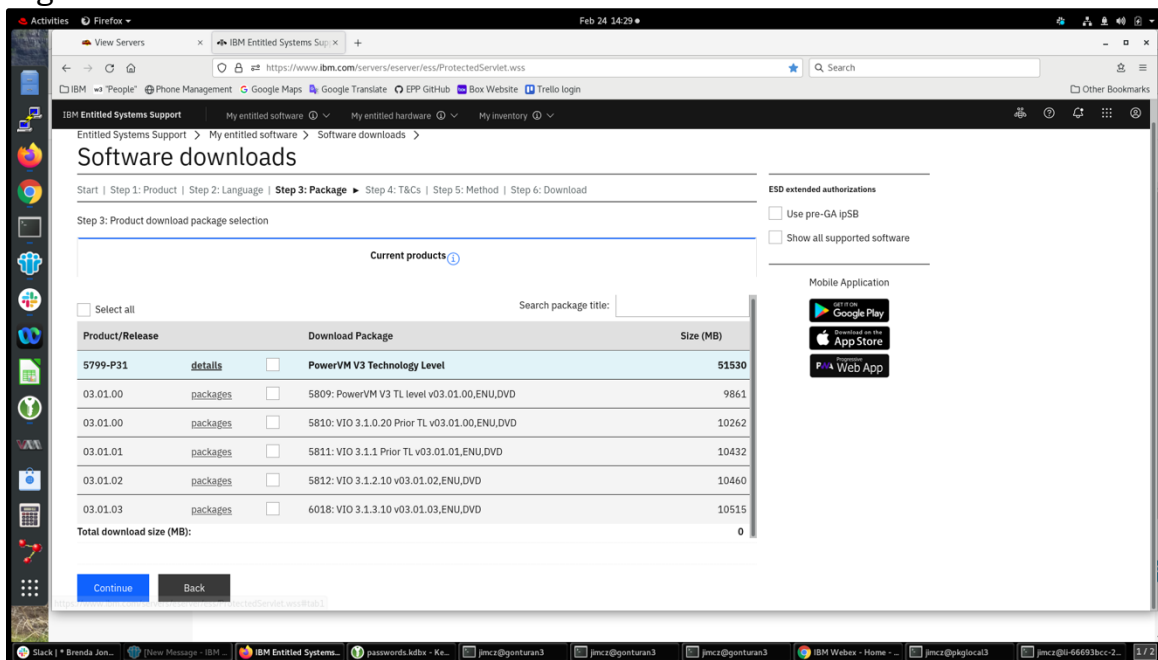 Activities Firefox Feb 24 14:29
View Servers × IBM Entitled Systems Sup × +
https://www.ibm.com/servers/eserver/ess/ProtectedServlet.wss Search
IBM "People" Phone Management Google Maps Google Translate EPP GitHub Box Website Trello login Other Bookmarks
IBM Entitled Systems Support My entitled software My entitled hardware My inventory
Entitled Systems Support > My entitled software > Software downloads >
Software downloads
Start | Step 1: Product | Step 2: Language | Step 3: Package ► Step 4: T&Cs | Step 5: Method | Step 6: Download
Step 3: Product download package selection
Current products
Select all Search package title:
Product/Release Download Package Size (MB)
5799-P31 details PowerVM V3 Technology Level 51530
03.01.00 packages 5809: PowerVM V3 TL level v03.01.00,ENU,DVD 9861
03.01.00 packages 5810: VIO 3.1.0.20 Prior TL v03.01.00,ENU,DVD 10262
03.01.01 packages 5811: VIO 3.1.1 Prior TL v03.01.01,ENU,DVD 10432
03.01.02 packages 5812: VIO 3.1.2.10 v03.01.02,ENU,DVD 10460
03.01.03 packages 6018: VIO 3.1.3.10 v03.01.03,ENU,DVD 10515
Total download size (MB): 0
Continue Back
ESD extended authorizations
Use pre-GA ipSB
Show all supported software
Mobile Application
GET IT ON
Google Play
Download on the
App Store
Progressive
PWA Web App
Slack | * Brenda Jon... [New Message - IBM ... IBM Entitled Systems... passwords.kdbx - Ke... jimcz@gonturan3 jimcz@gonturan3 jimcz@gonturan3 IBM Webex - Home - ... jimcz@pkglocal3 jimcz@li-66693bcc-2... 1 / 2